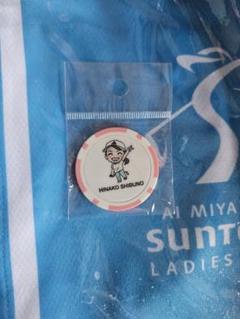 HINAKO SHIBUNO
AI MIYA
SUNTO
LADIES